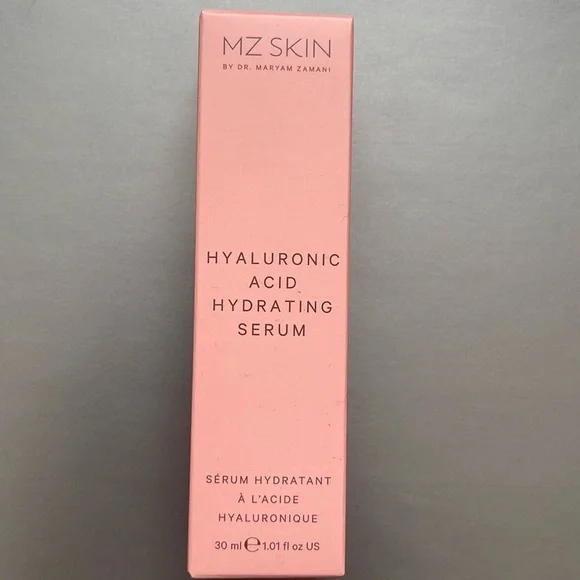 MZ SKIN
BY DR. MARYAM ZAMANI
HYALURONIC
ACID
HYDRATING
SERUM
SÉRUM HYDRATANT
À L'ACIDE
HYALURONIQUE
30 ml ℮ 1.01 fl oz US